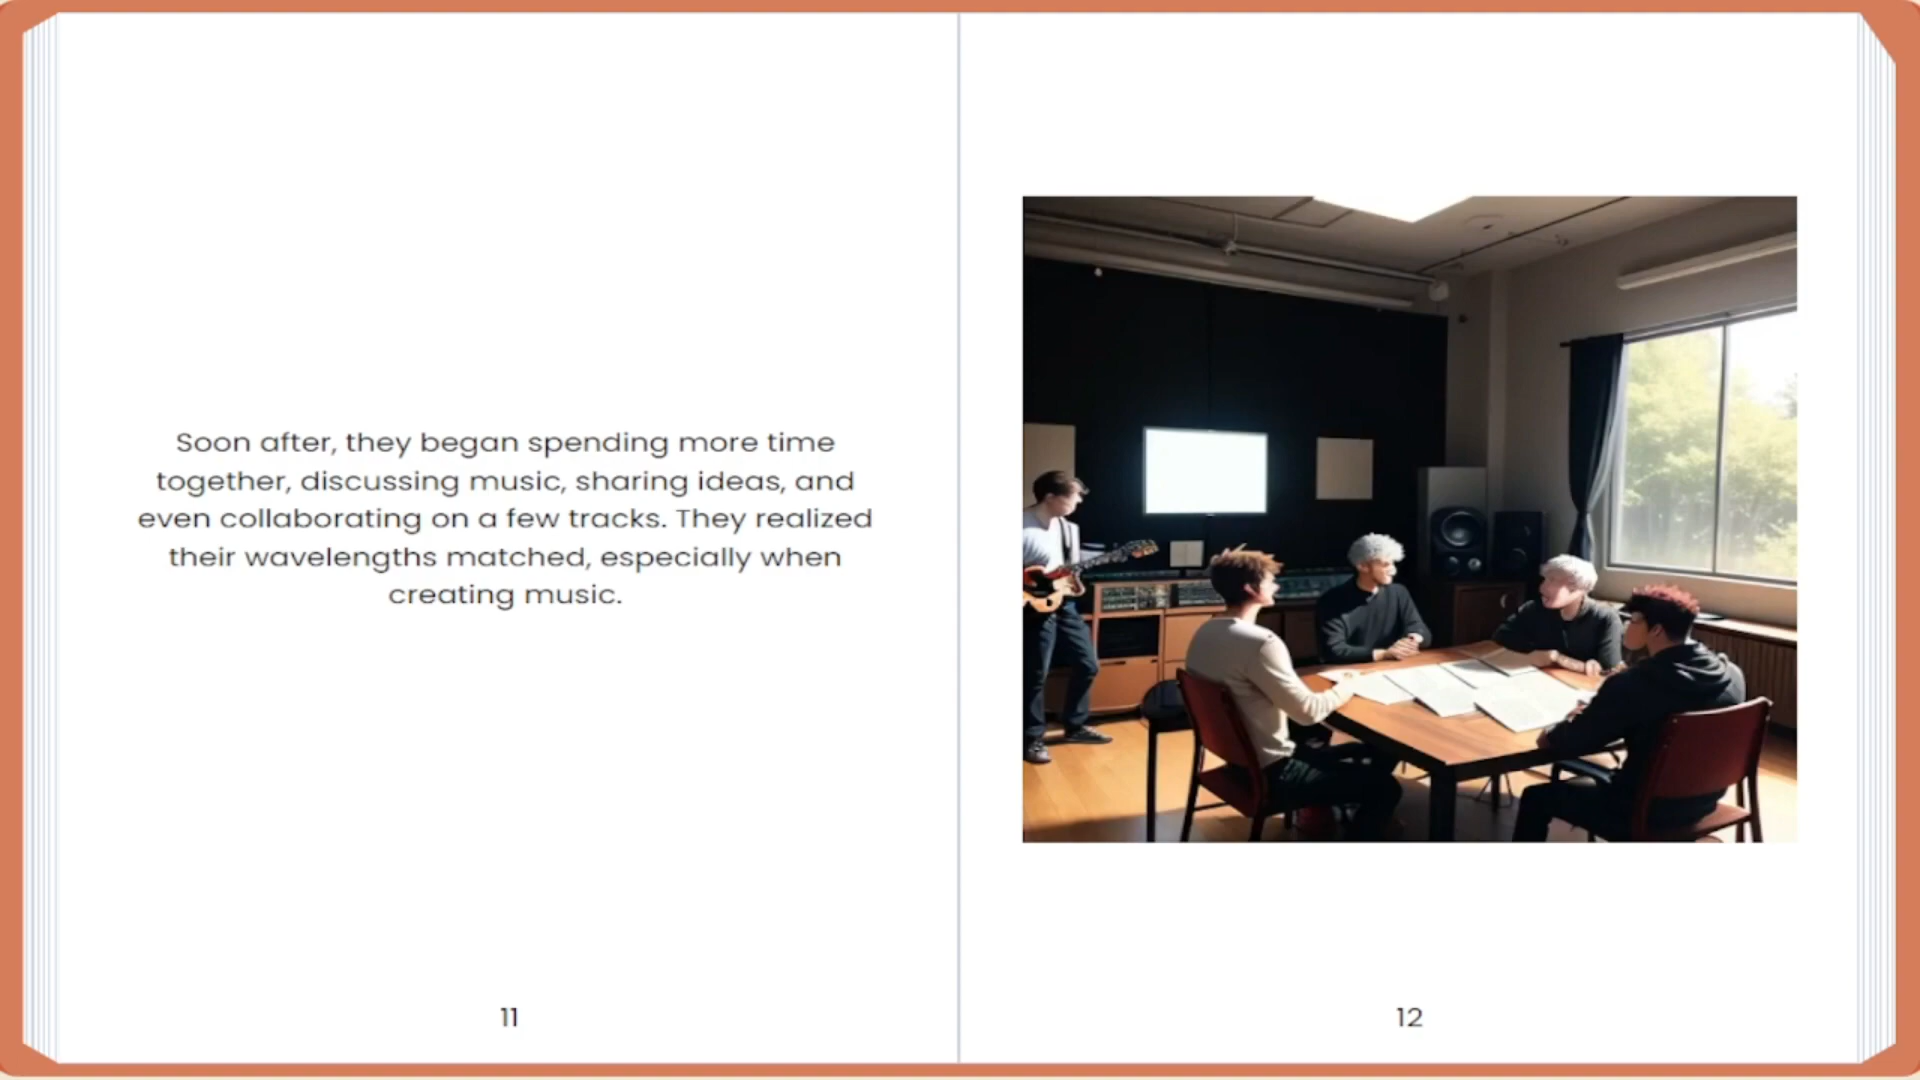 Soon after, they began spending more time
together, discussing music, sharing ideas, and
even collaborating on a few tracks. They realized
their wavelengths matched, especially when
creating music.
11
12